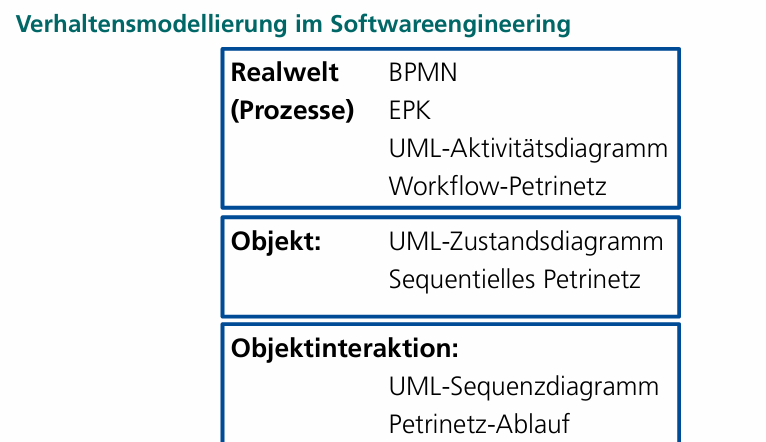 Verhaltensmodellierung im Softwareengineering
Realwelt BPMN
(Prozesse) EPK
UML-Aktivitätsdiagramm
Workflow-Petrinetz
Objekt: UML-Zustandsdiagramm
Sequentielles Petrinetz
Objektinteraktion:
UML-Sequenzdiagramm
Petrinetz-Ablauf